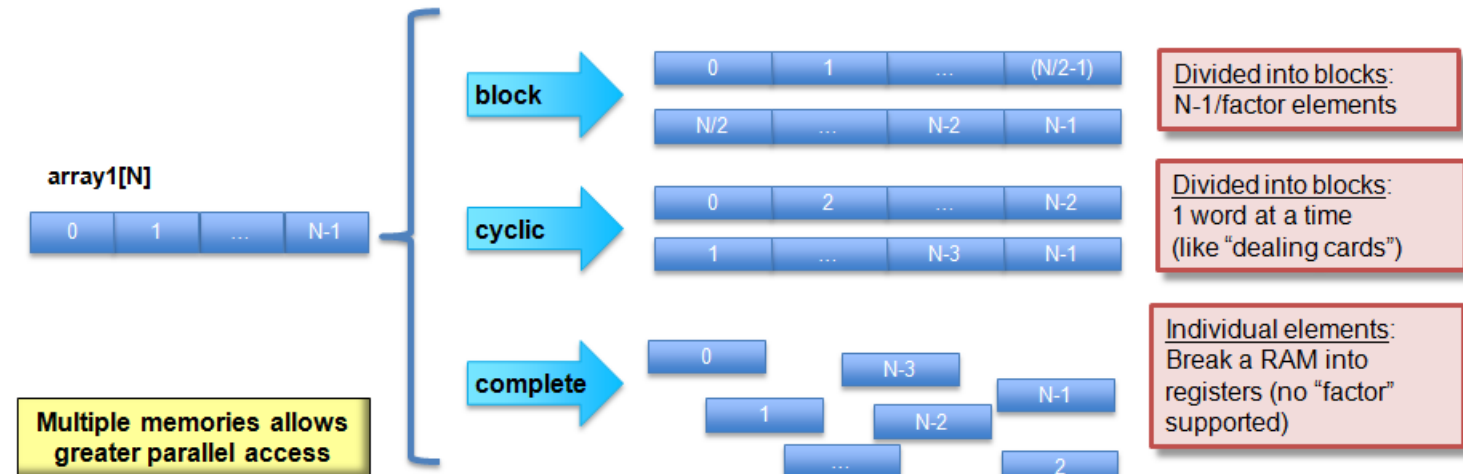 array1[N]
0 1 ... N-1
Multiple memories allows
greater parallel access
block
0 1 ... (N/2-1)
N/2 ... N-2 N-1
Divided into blocks:
N-1/factor elements
cyclic
0 2 ... N-2
1 ... N-3 N-1
Divided into blocks:
1 word at a time
(like “dealing cards”)
complete
0
N-3
N-1
1
N-2
...
2
Individual elements:
Break a RAM into
registers (no “factor”
supported)